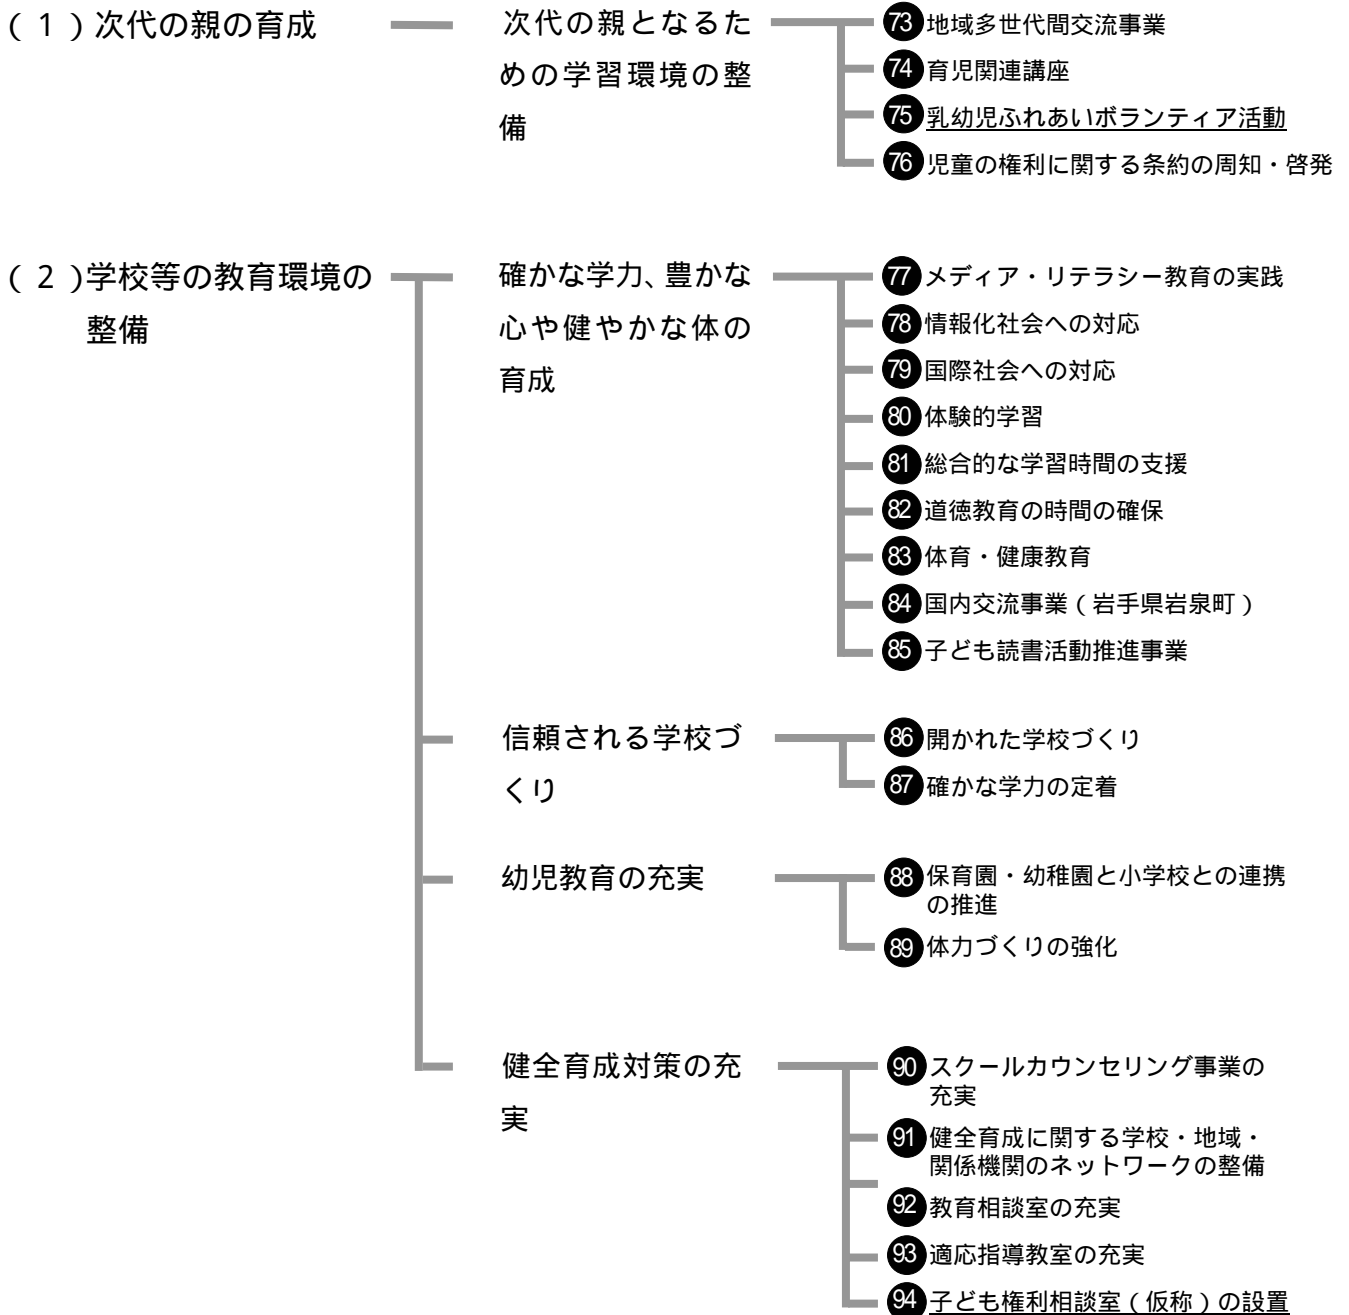 (1)次代の親の育成
次代の親となるた
めの学習環境の整
備
73 地域多世代間交流事業
74 育児関連講座
75 乳幼児ふれあいボランティア活動
76 児童の権利に関する条約の周知・啓発
(2)学校等の教育環境の
整備
確かな学力、豊かな
心や健やかな体の
育成
77 メディア・リテラシー教育の実践
78 情報化社会への対応
79 国際社会への対応
80 体験的学習
81 総合的な学習時間の支援
82 道徳教育の時間の確保
83 体育・健康教育
84 国内交流事業(岩手県岩泉町)
85 子ども読書活動推進事業
信頼される学校づ
くり
86 開かれた学校づくり
87 確かな学力の定着
幼児教育の充実
88 保育園・幼稚園と小学校との連携
の推進
89 体力づくりの強化
健全育成対策の充
実
90 スクールカウンセリング事業の
充実
91 健全育成に関する学校・地域・
関係機関のネットワークの整備
92 教育相談室の充実
93 適応指導教室の充実
94 子ども権利相談室(仮称)の設置